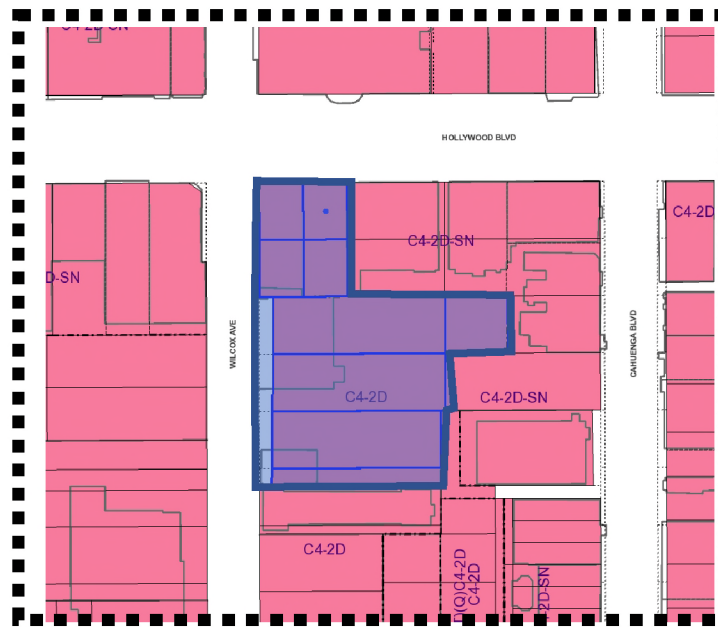 C4-2D-SN
HOLLYWOOD BLVD
C4-2D-SN
C4-2D
D-SN
WILCOX AVE
CAHUENGA BLVD
C4-2D
C4-2D-SN
C4-2D
D(Q)C4-2D
C4-2D
2D-SN